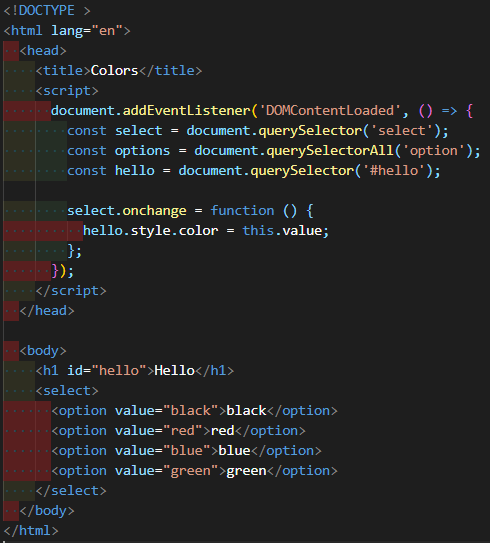 <!DOCTYPE >
<html lang="en">
<head>
<title>Colors</title>
<script>
document.addEventListener('DOMContentLoaded', () => {
const select = document.querySelector('select');
const options = document.querySelectorAll('option');
const hello = document.querySelector('#hello');
select.onchange = function () {
hello.style.color = this.value;
};
});
</script>
</head>
<body>
<h1 id="hello">Hello</h1>
<select>
<option value="black">black</option>
<option value="red">red</option>
<option value="blue">blue</option>
<option value="green">green</option>
</select>
</body>
</html>